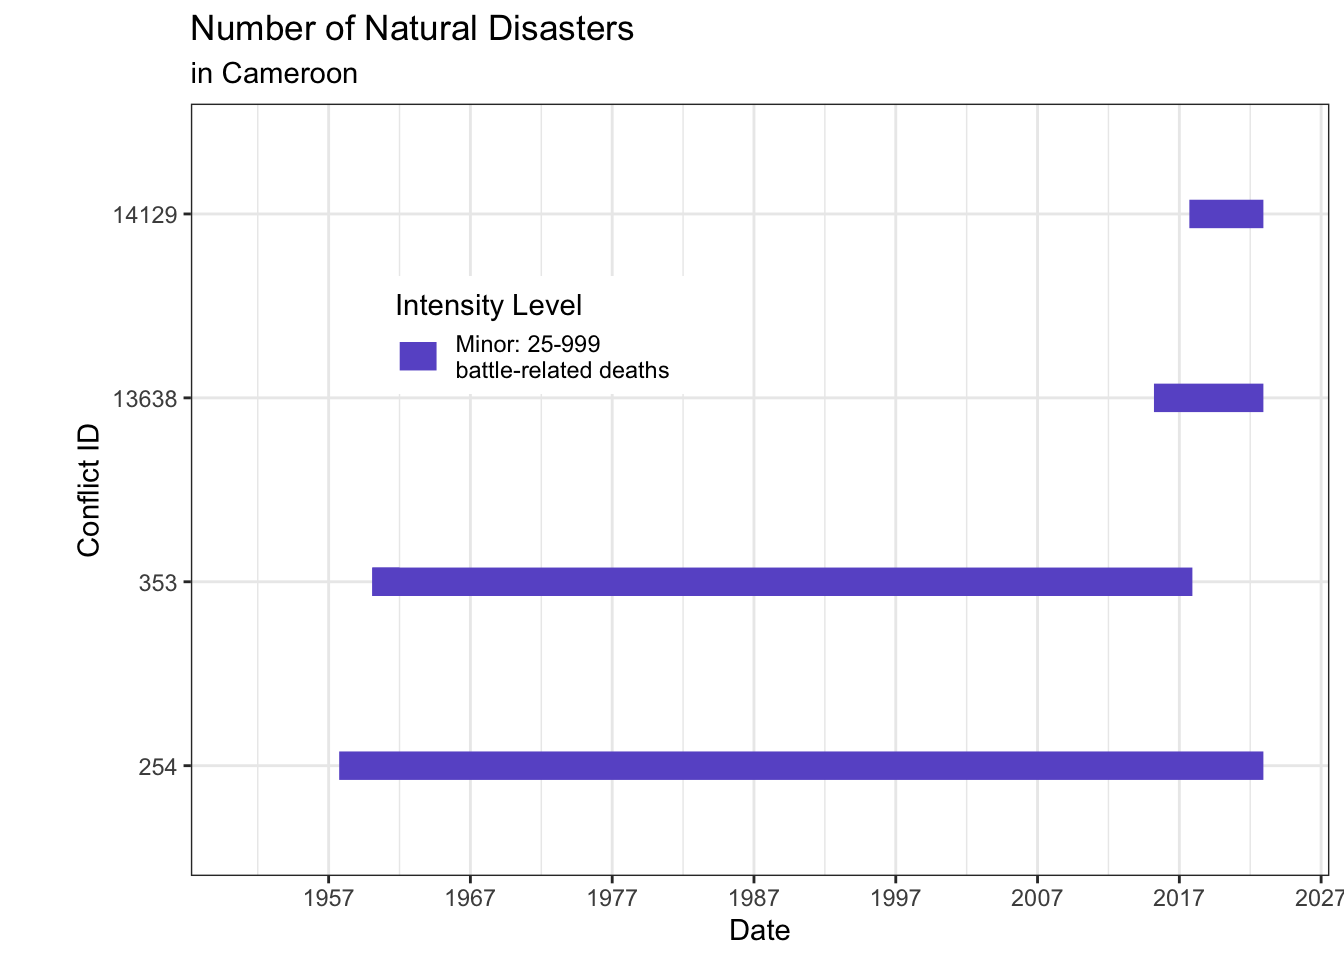 Number of Natural Disasters
in Cameroon
14129
Intensity Level
Minor: 25-999
battle-related deaths
13638
Conflict ID
353
254
1957 1967 1977 1987 1997 2007 2017 2027
Date